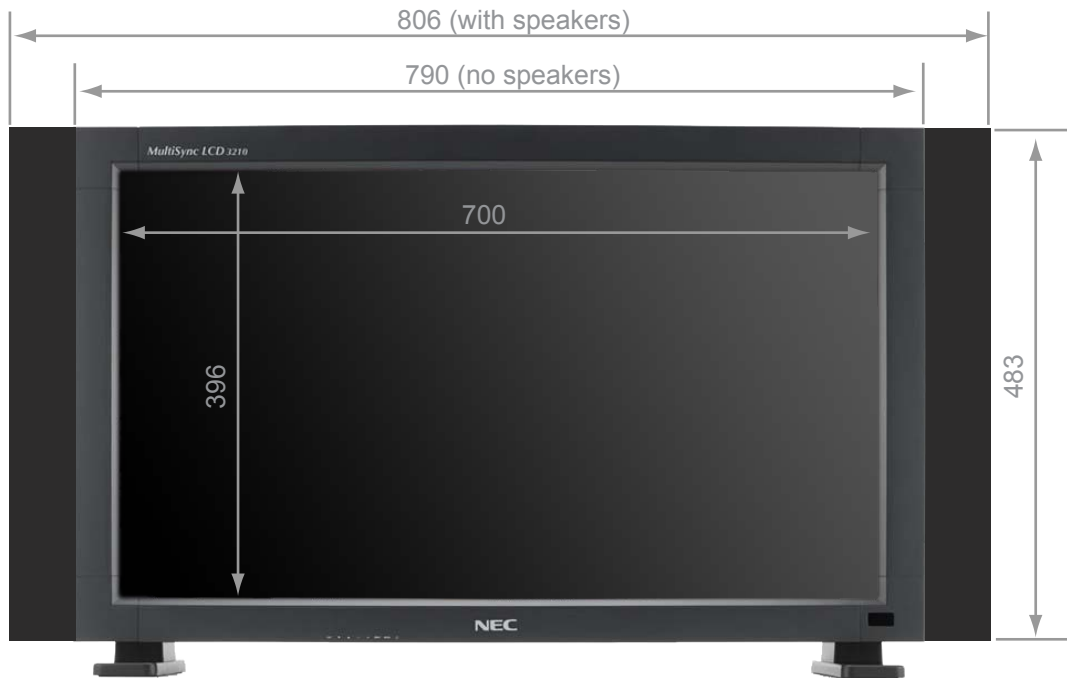 806 (with speakers)
790 (no speakers)
MultiSync LCD 3210
700
396
483
NEC